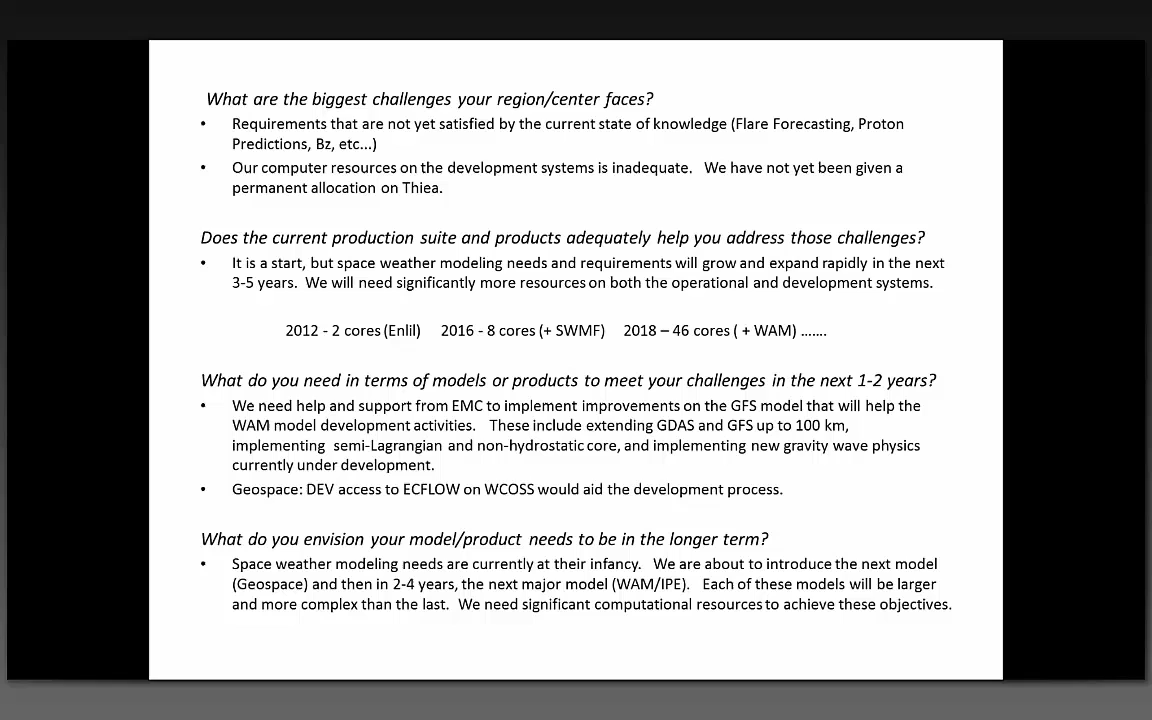 What are the biggest challenges your region/center faces?
• Requirements that are not yet satisfied by the current state of knowledge (Flare Forecasting, Proton
Predictions, Bz, etc...)
• Our computer resources on the development systems is inadequate. We have not yet been given a
permanent allocation on Thiea.
Does the current production suite and products adequately help you address those challenges?
• It is a start, but space weather modeling needs and requirements will grow and expand rapidly in the next
3-5 years. We will need significantly more resources on both the operational and development systems.
2012 - 2 cores (Enlil) 2016 - 8 cores (+ SWMF) 2018 – 46 cores ( + WAM) .......
What do you need in terms of models or products to meet your challenges in the next 1-2 years?
• We need help and support from EMC to implement improvements on the GFS model that will help the
WAM model development activities. These include extending GDAS and GFS up to 100 km,
implementing semi-Lagrangian and non-hydrostatic core, and implementing new gravity wave physics
currently under development.
• Geospace: DEV access to ECFLOW on WCOSS would aid the development process.
What do you envision your model/product needs to be in the longer term?
• Space weather modeling needs are currently at their infancy. We are about to introduce the next model
(Geospace) and then in 2-4 years, the next major model (WAM/IPE). Each of these models will be larger
and more complex than the last. We need significant computational resources to achieve these objectives.